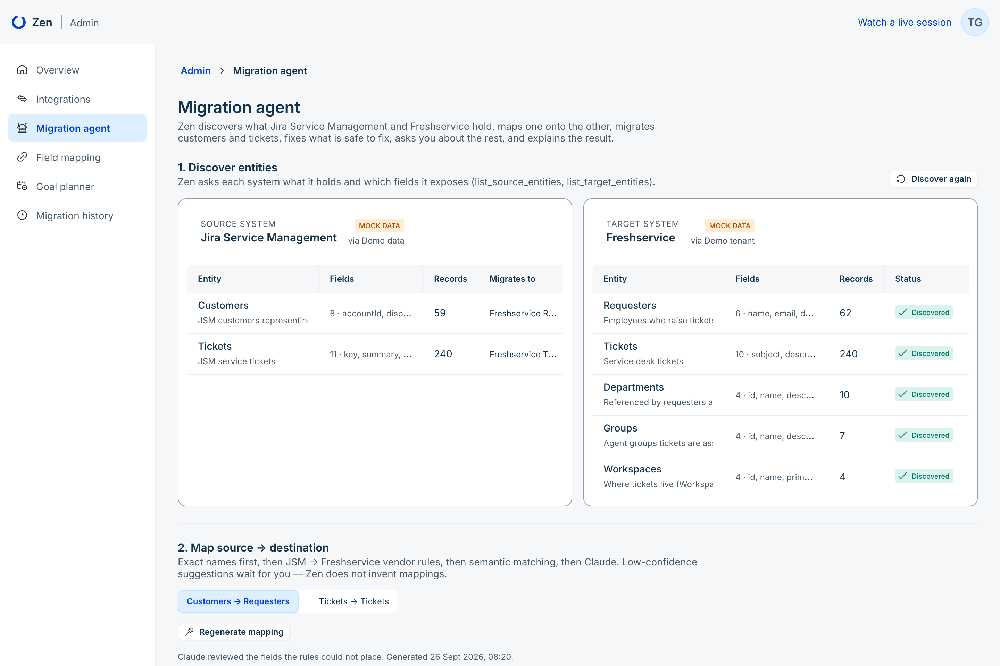 Zen
Admin
Watch a live session
TG
Overview
Integrations
Migration agent
Field mapping
Goal planner
Migration history
Admin > Migration agent
Migration agent
Zen discovers what Jira Service Management and Freshservice hold, maps one onto the other, migrates
customers and tickets, fixes what is safe to fix, asks you about the rest, and explains the result.
1. Discover entities
Zen asks each system what it holds and which fields it exposes (list_source_entities, list_target_entities).
Discover again
SOURCE SYSTEM
Jira Service Management
MOCK DATA
via Demo data
Entity Fields Records Migrates to
Customers
JSM customers representin
8 · accountId, disp...
59
Freshservice R...
Tickets
JSM service tickets
11 · key, summary, ...
240
Freshservice T...
TARGET SYSTEM
Freshservice
MOCK DATA
via Demo tenant
Entity Fields Records Status
Requesters
Employees who raise tickets
6 · name, email, d...
62
Discovered
Tickets
Service desk tickets
10 · subject, descr...
240
Discovered
Departments
Referenced by requesters a
4 · id, name, desc...
10
Discovered
Groups
Agent groups tickets are as
4 · id, name, desc...
7
Discovered
Workspaces
Where tickets live (Workspa
4 · id, name, prim...
4
Discovered
2. Map source → destination
Exact names first, then JSM → Freshservice vendor rules, then semantic matching, then Claude. Low-confidence
suggestions wait for you — Zen does not invent mappings.
Customers → Requesters
Tickets → Tickets
Regenerate mapping
Claude reviewed the fields the rules could not place. Generated 26 Sept 2026, 08:20.